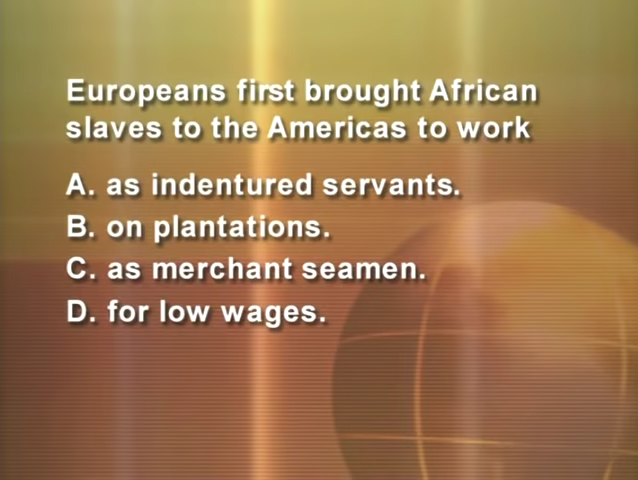 Europeans first brought African
slaves to the Americas to work
A. as indentured servants.
B. on plantations.
C. as merchant seamen.
D. for low wages.